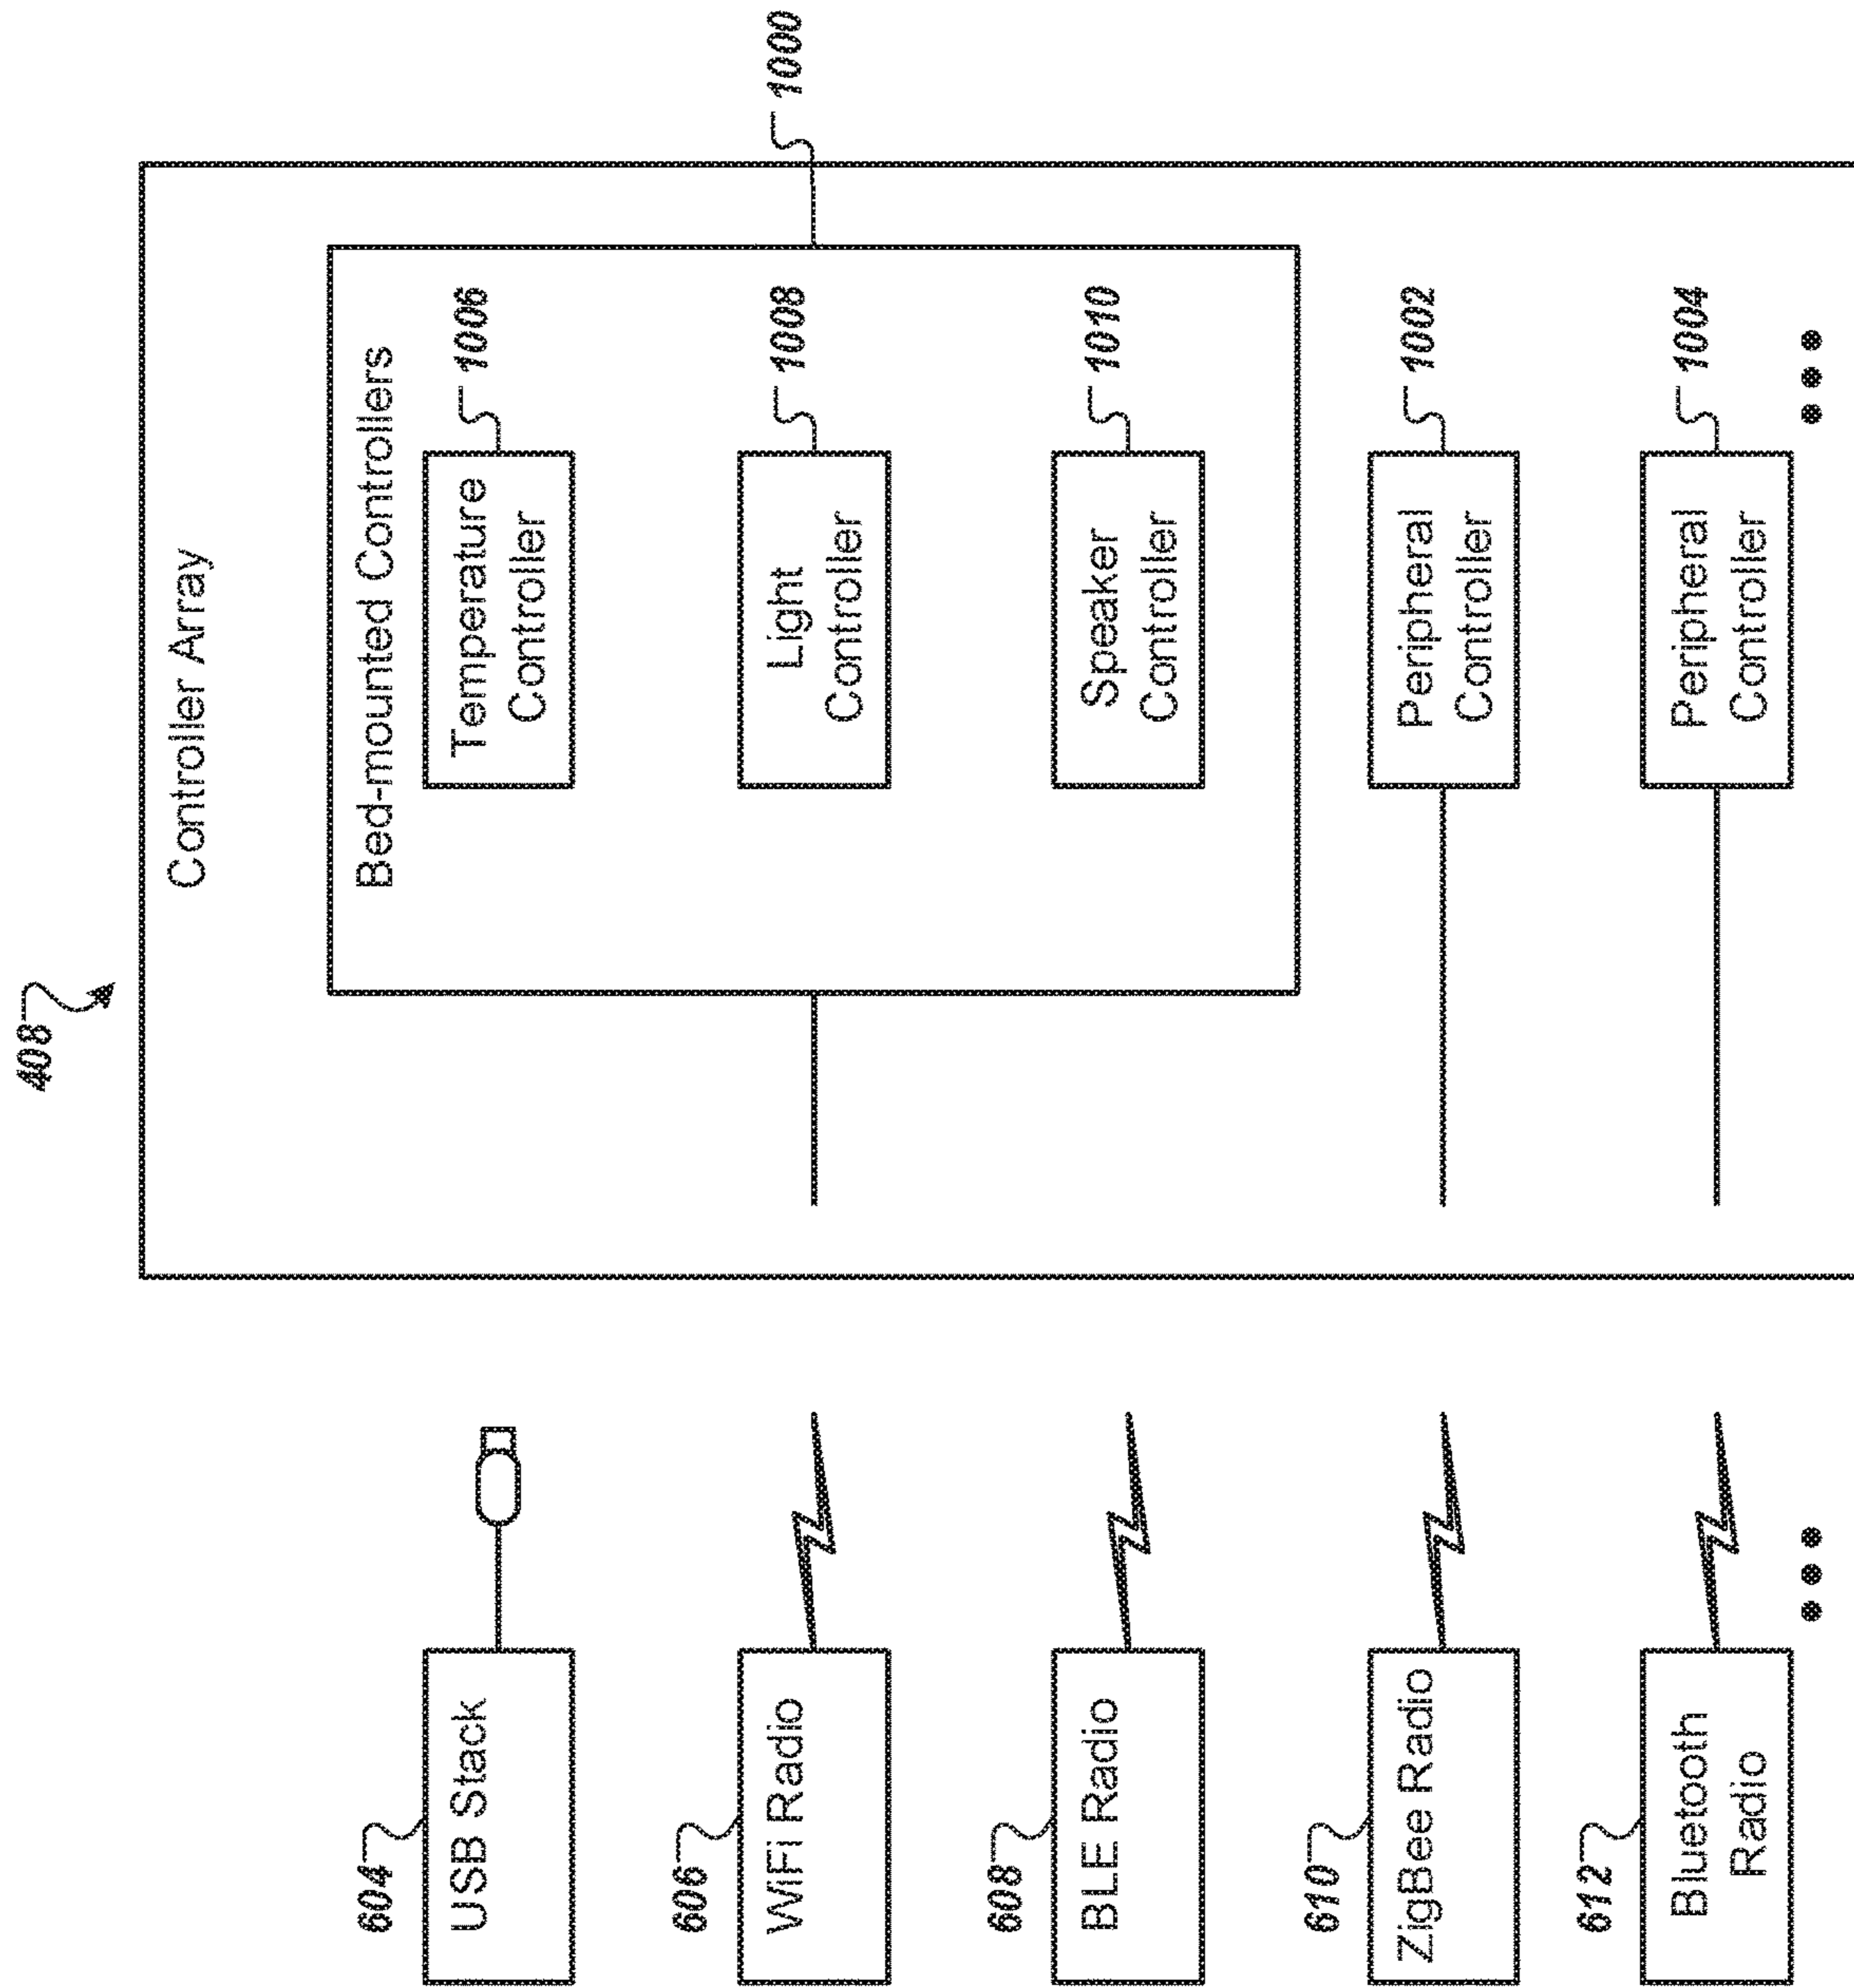 408
Controller Array
Bed-mounted Controllers
1000
604
USB Stack
Temperature
Controller
1006
606
WiFi Radio
Light
Controller
1008
608
BLE Radio
Speaker
Controller
1010
610
ZigBee Radio
Peripheral
Controller
1002
612
Bluetooth
Radio
Peripheral
Controller
1004